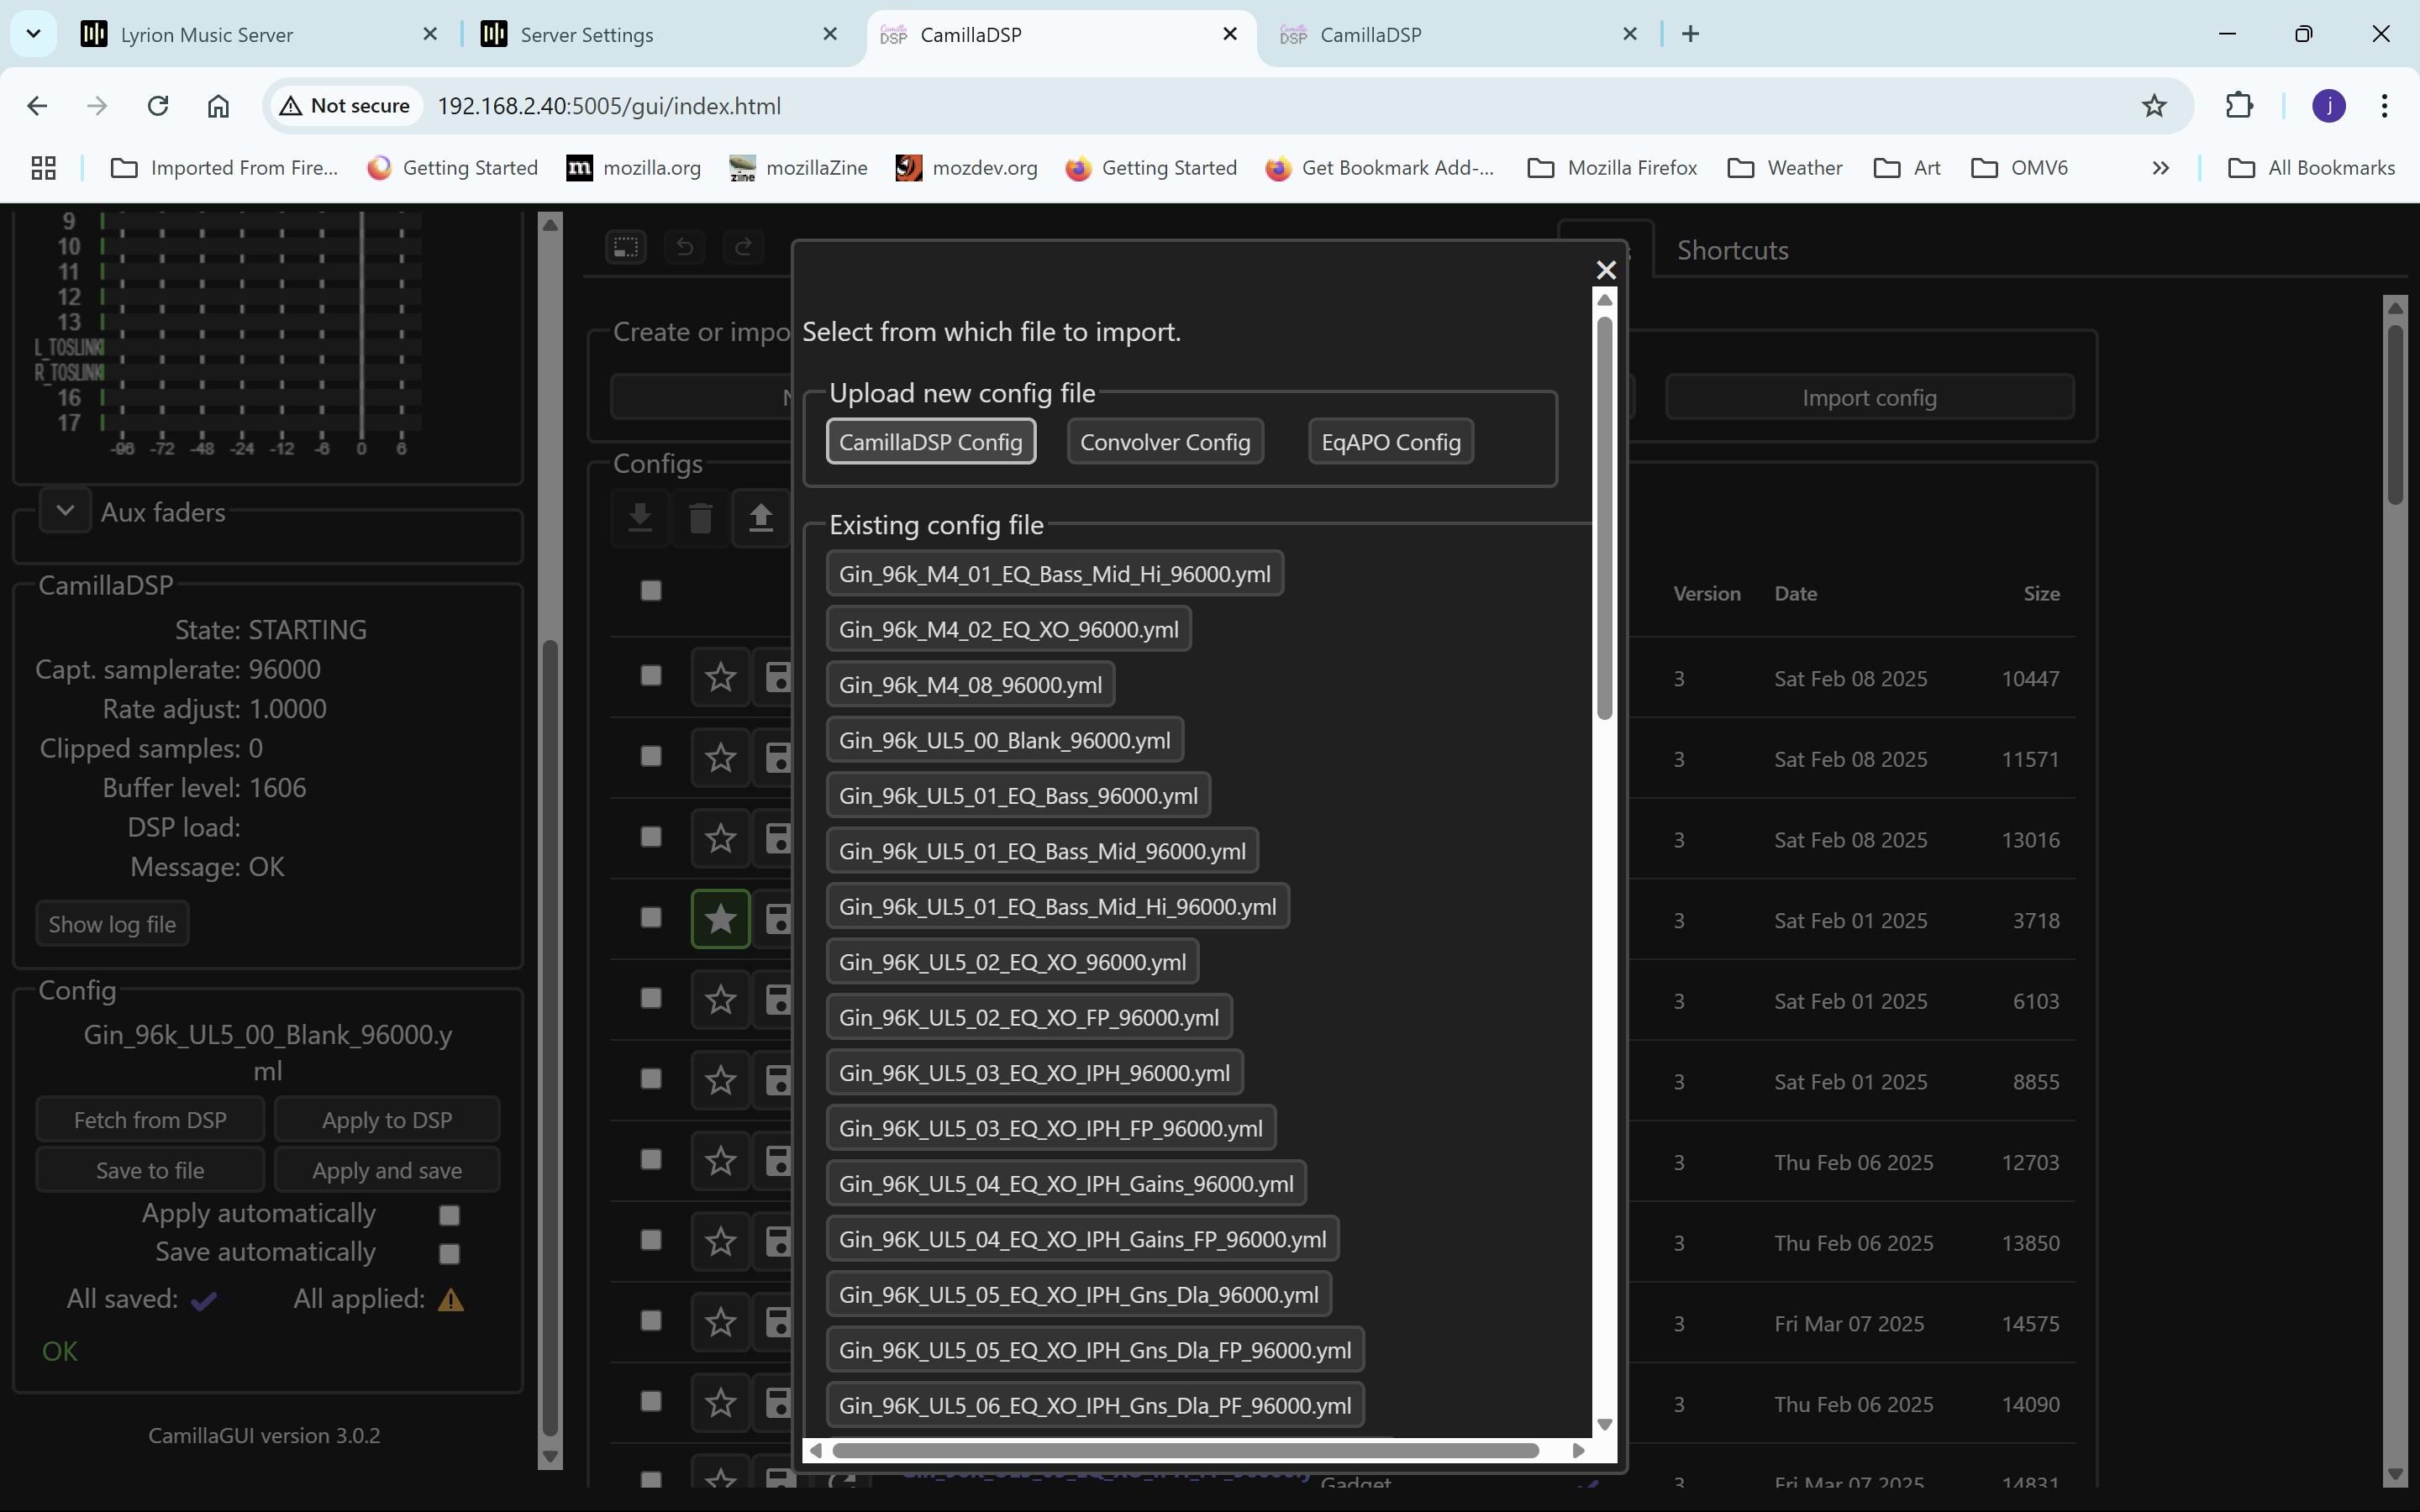 Lyrion Music Server
Server Settings
CamillaDSP
CamillaDSP
Not secure
192.168.2.40:5005/gui/index.html
j
Imported From Fire...
Getting Started
mozilla.org
mozillaZine
mozdev.org
Getting Started
Get Bookmark Add-...
Mozilla Firefox
Weather
Art
OMV6
All Bookmarks
9
10
11
12
13
L_TOSLINK
R_TOSLINK
16
17
-96 -72 -48 -24 -12 -6 0 6
Aux faders
CamillaDSP
State: STARTING
Capt. samplerate: 96000
Rate adjust: 1.0000
Clipped samples: 0
Buffer level: 1606
DSP load:
Message: OK
Show log file
Config
Gin_96k_UL5_00_Blank_96000.y
ml
Fetch from DSP
Apply to DSP
Save to file
Apply and save
Apply automatically
Save automatically
All saved:
All applied:
OK
CamillaGUI version 3.0.2
Shortcuts
Create or impo
Import config
Configs
Select from which file to import.
Upload new config file
CamillaDSP Config
Convolver Config
EqAPO Config
Existing config file
Gin_96k_M4_01_EQ_Bass_Mid_Hi_96000.yml
Gin_96k_M4_02_EQ_XO_96000.yml
Gin_96k_M4_08_96000.yml
Gin_96k_UL5_00_Blank_96000.yml
Gin_96k_UL5_01_EQ_Bass_96000.yml
Gin_96k_UL5_01_EQ_Bass_Mid_96000.yml
Gin_96k_UL5_01_EQ_Bass_Mid_Hi_96000.yml
Gin_96K_UL5_02_EQ_XO_96000.yml
Gin_96K_UL5_02_EQ_XO_FP_96000.yml
Gin_96K_UL5_03_EQ_XO_IPH_96000.yml
Gin_96K_UL5_03_EQ_XO_IPH_FP_96000.yml
Gin_96K_UL5_04_EQ_XO_IPH_Gains_96000.yml
Gin_96K_UL5_04_EQ_XO_IPH_Gains_FP_96000.yml
Gin_96K_UL5_05_EQ_XO_IPH_Gns_Dla_96000.yml
Gin_96K_UL5_05_EQ_XO_IPH_Gns_Dla_FP_96000.yml
Gin_96K_UL5_06_EQ_XO_IPH_Gns_Dla_PF_96000.yml
Version Date Size
3 Sat Feb 08 2025 10447
3 Sat Feb 08 2025 11571
3 Sat Feb 08 2025 13016
3 Sat Feb 01 2025 3718
3 Sat Feb 01 2025 6103
3 Sat Feb 01 2025 8855
3 Thu Feb 06 2025 12703
3 Thu Feb 06 2025 13850
3 Fri Mar 07 2025 14575
3 Thu Feb 06 2025 14090
Gadget 3 Fri Mar 07 2025 14831